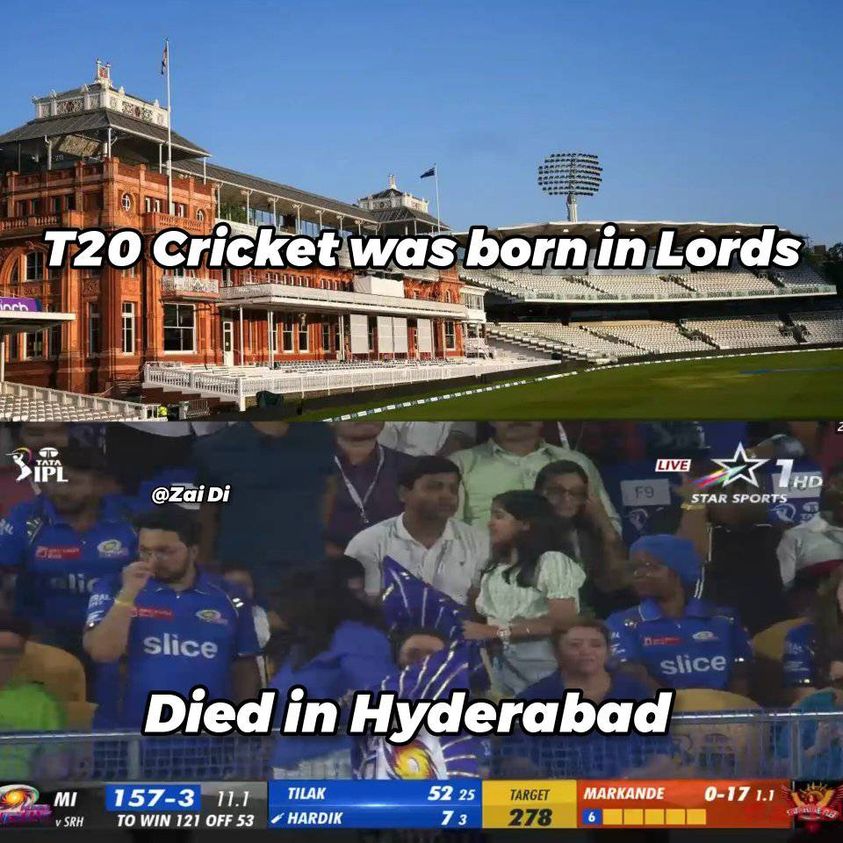 T20 Cricket was born in Lords
TATA
IPL
@Zai Di
LIVE
F9
1 HD
STAR SPORTS
slice
slice
Died in Hyderabad
MI
v SRH
157-3 11.1
TO WIN 121 OFF 53
TILAK 52 25
HARDIK 7 3
TARGET
278
MARKANDE 0-17 1.1
6